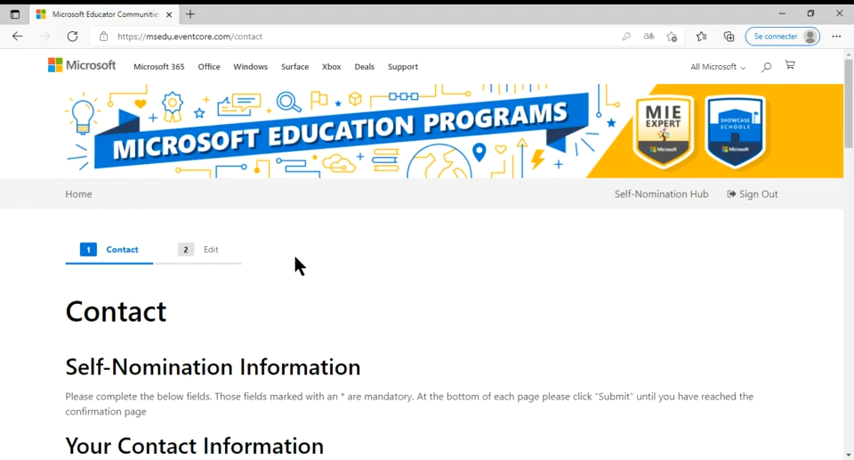 Microsoft Educator Communities
https://msedu.eventcore.com/contact
Se connecter
Microsoft
Microsoft 365
Office
Windows
Surface
Xbox
Deals
Support
All Microsoft
MICROSOFT EDUCATION PROGRAMS
MIE
EXPERT
Microsoft
SHOWCASE
SCHOOLS
Microsoft
Home
Self-Nomination Hub
Sign Out
1 Contact
2 Edit
Contact
Self-Nomination Information
Please complete the below fields. Those fields marked with an * are mandatory. At the bottom of each page please click "Submit" until you have reached the
confirmation page
Your Contact Information